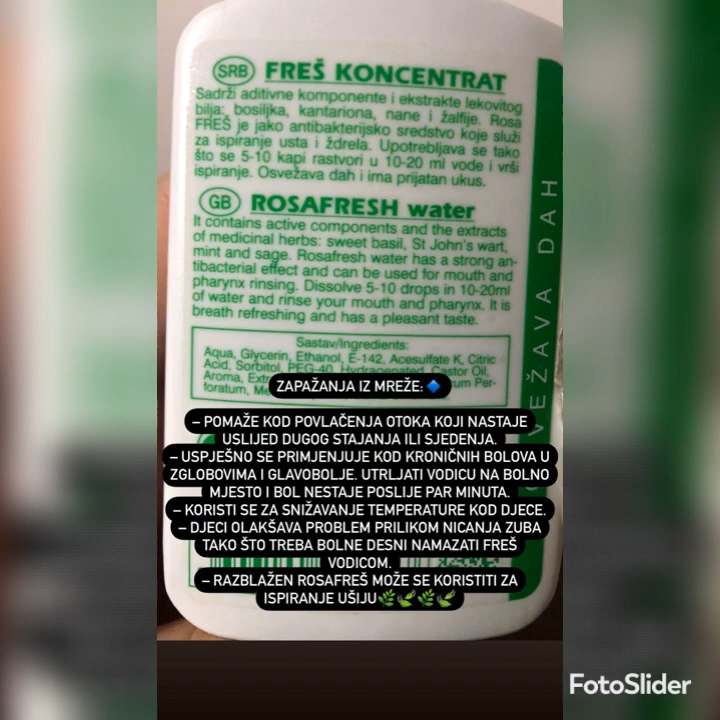 SRB FREŠ KONCENTRAT
Sadrži aditivne komponente i ekstrakte lekovitog
bilja: bosiljka, kantariona, nane i žalfije. Rosa
FREŠ je jako antibakterijsko sredstvo koje služi
za ispiranje usta i ždrela. Upotrebljava se tako
što se 5-10 kapi rastvori u 10-20 ml vode i vrši
ispiranje. Osvežava dah i ima prijatan ukus.
GB ROSAFRESH water
It contains active components and the extracts
of medicinal herbs: sweet basil, St John's wart,
mint and sage. Rosafresh water has a strong an-
tibacterial effect and can be used for mouth and
pharynx rinsing. Dissolve 5-10 drops in 10-20ml
of water and rinse your mouth and pharynx. It is
breath refreshing and has a pleasant taste.
Sastav/Ingredients:
Aqua, Glycerin, Ethanol, E-142, Acesulfate K, Citric
Acid, Sorbitol, PEG-40, Hydrogenated, Castor Oil,
Aroma, Per-
foratum,
VEŽAVA DAH
ZAPAŽANJA IZ MREŽE:🔹
– POMAŽE KOD POVLAČENJA OTOKA KOJI NASTAJE
USLIJED DUGOG STAJANJA ILI SJEDENJA.
– USPJEŠNO SE PRIMJENJUJE KOD KRONIČNIH BOLOVA U
ZGLOBOVIMA I GLAVOBOLJE. UTRLJATI VODICU NA BOLNO
MJESTO I BOL NESTAJE POSLIJE PAR MINUTA.
– KORISTI SE ZA SNIŽAVANJE TEMPERATURE KOD DJECE.
– DJECI OLAKŠAVA PROBLEM PRILIKOM NICANJA ZUBA
TAKO ŠTO TREBA BOLNE DESNI NAMAZATI FREŠ
VODICOM.
– RAZBLAŽEN ROSAFREŠ MOŽE SE KORISTITI ZA
ISPIRANJE UŠIJU🌿🍃🌿🍃
FotoSlider